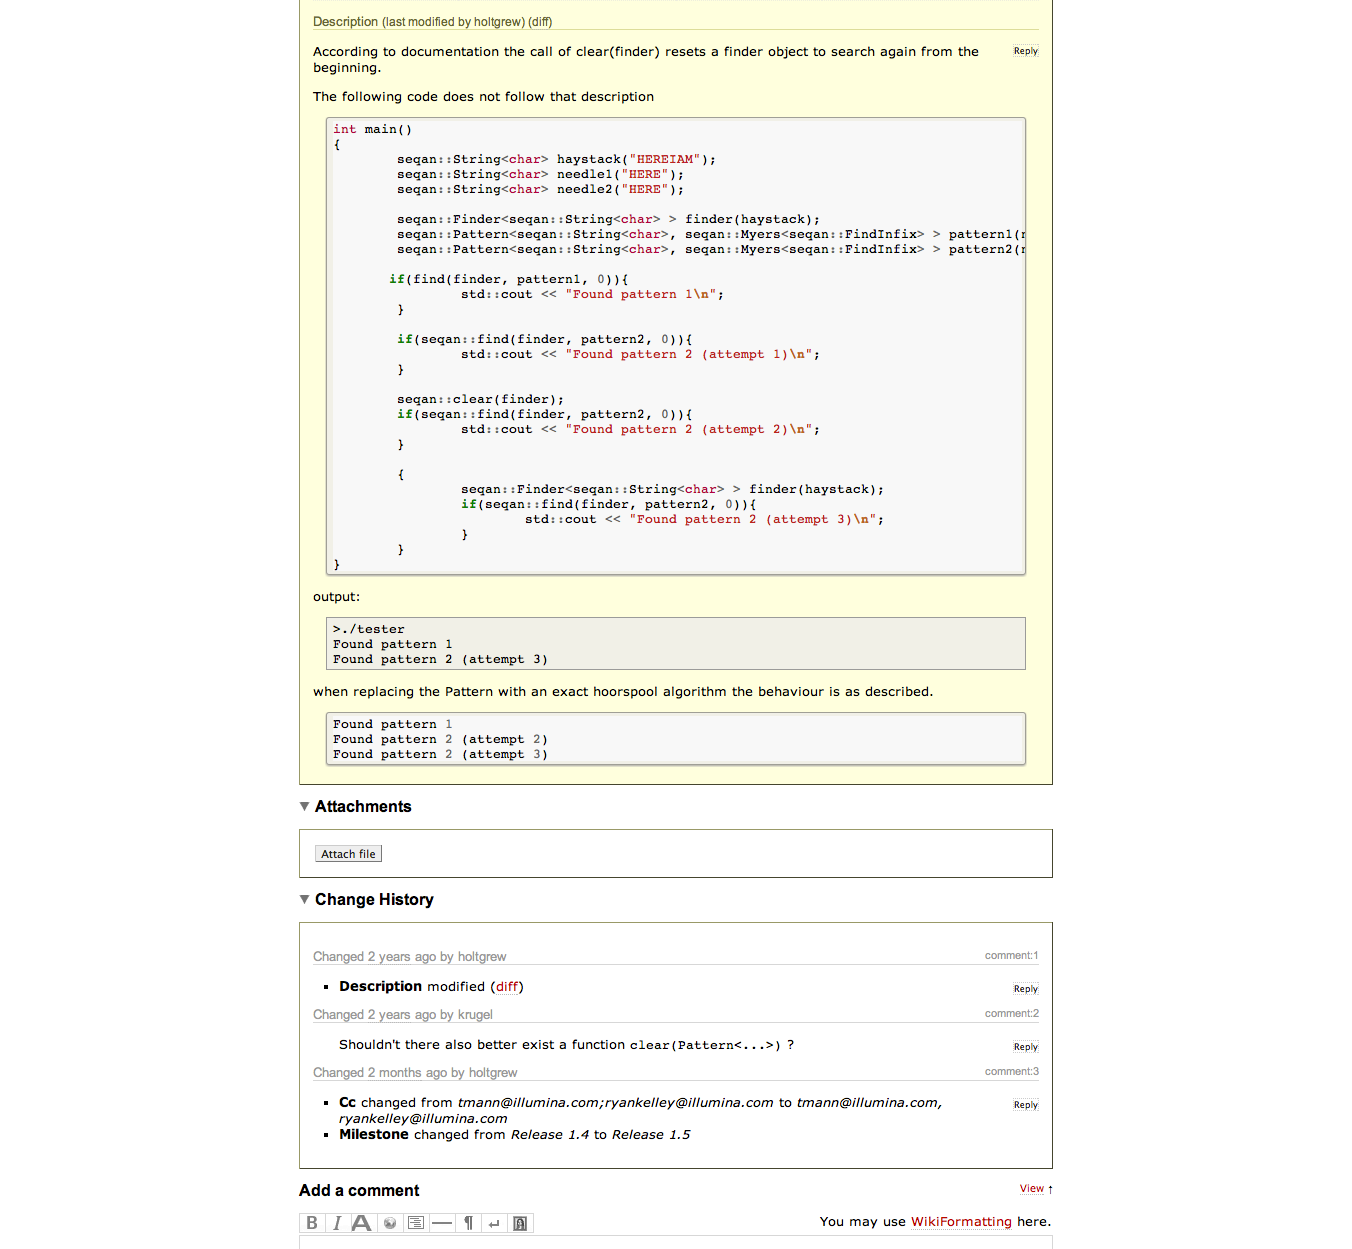 Description (last modified by holtgrew) (diff)
According to documentation the call of clear(finder) resets a finder object to search again from the
beginning.
Reply
The following code does not follow that description
int main()
{
        seqan::String<char> haystack("HEREIAM");
        seqan::String<char> needle1("HERE");
        seqan::String<char> needle2("HERE");
        seqan::Finder<seqan::String<char> > finder(haystack);
        seqan::Pattern<seqan::String<char>, seqan::Myers<seqan::FindInfix> > pattern1(
        seqan::Pattern<seqan::String<char>, seqan::Myers<seqan::FindInfix> > pattern2(
       if(find(finder, pattern1, 0)){
                std::cout << "Found pattern 1\n";
        }
        if(seqan::find(finder, pattern2, 0)){
                std::cout << "Found pattern 2 (attempt 1)\n";
        }
        seqan::clear(finder);
        if(seqan::find(finder, pattern2, 0)){
                std::cout << "Found pattern 2 (attempt 2)\n";
        }
        {
                seqan::Finder<seqan::String<char> > finder(haystack);
                if(seqan::find(finder, pattern2, 0)){
                        std::cout << "Found pattern 2 (attempt 3)\n";
                }
        }
}
output:
>./tester
Found pattern 1
Found pattern 2 (attempt 3)
when replacing the Pattern with an exact hoorspool algorithm the behaviour is as described.
Found pattern 1
Found pattern 2 (attempt 2)
Found pattern 2 (attempt 3)
▼ Attachments
Attach file
▼ Change History
Changed 2 years ago by holtgrew comment:1
▪ Description modified (diff) Reply
Changed 2 years ago by krugel comment:2
Shouldn't there also better exist a function clear(Pattern<...>) ? Reply
Changed 2 months ago by holtgrew comment:3
▪ Cc changed from tmann@illumina.com;ryankelley@illumina.com to tmann@illumina.com, Reply
ryankelley@illumina.com
▪ Milestone changed from Release 1.4 to Release 1.5
Add a comment View ↑
B I A ¶ ↵ You may use WikiFormatting here.